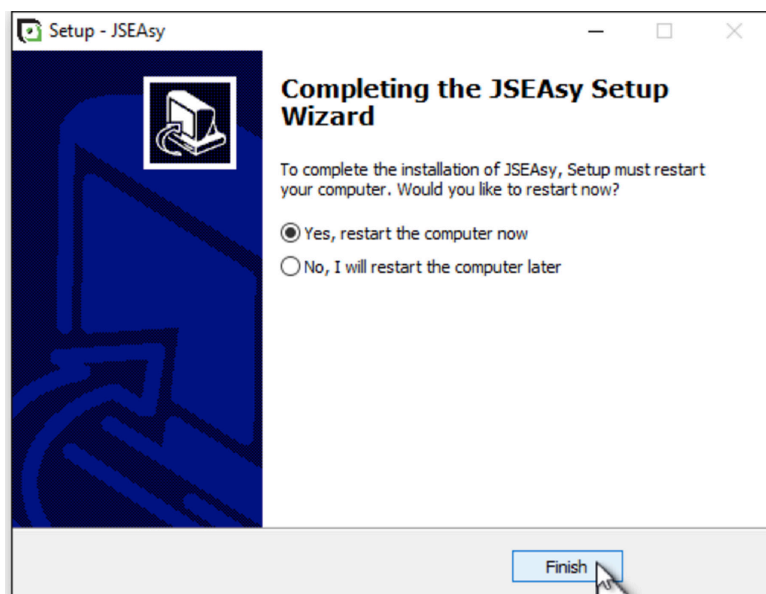 Setup - JSEAsy
Completing the JSEAsy Setup
Wizard
To complete the installation of JSEAsy, Setup must restart
your computer. Would you like to restart now?
Yes, restart the computer now
No, I will restart the computer later
Finish